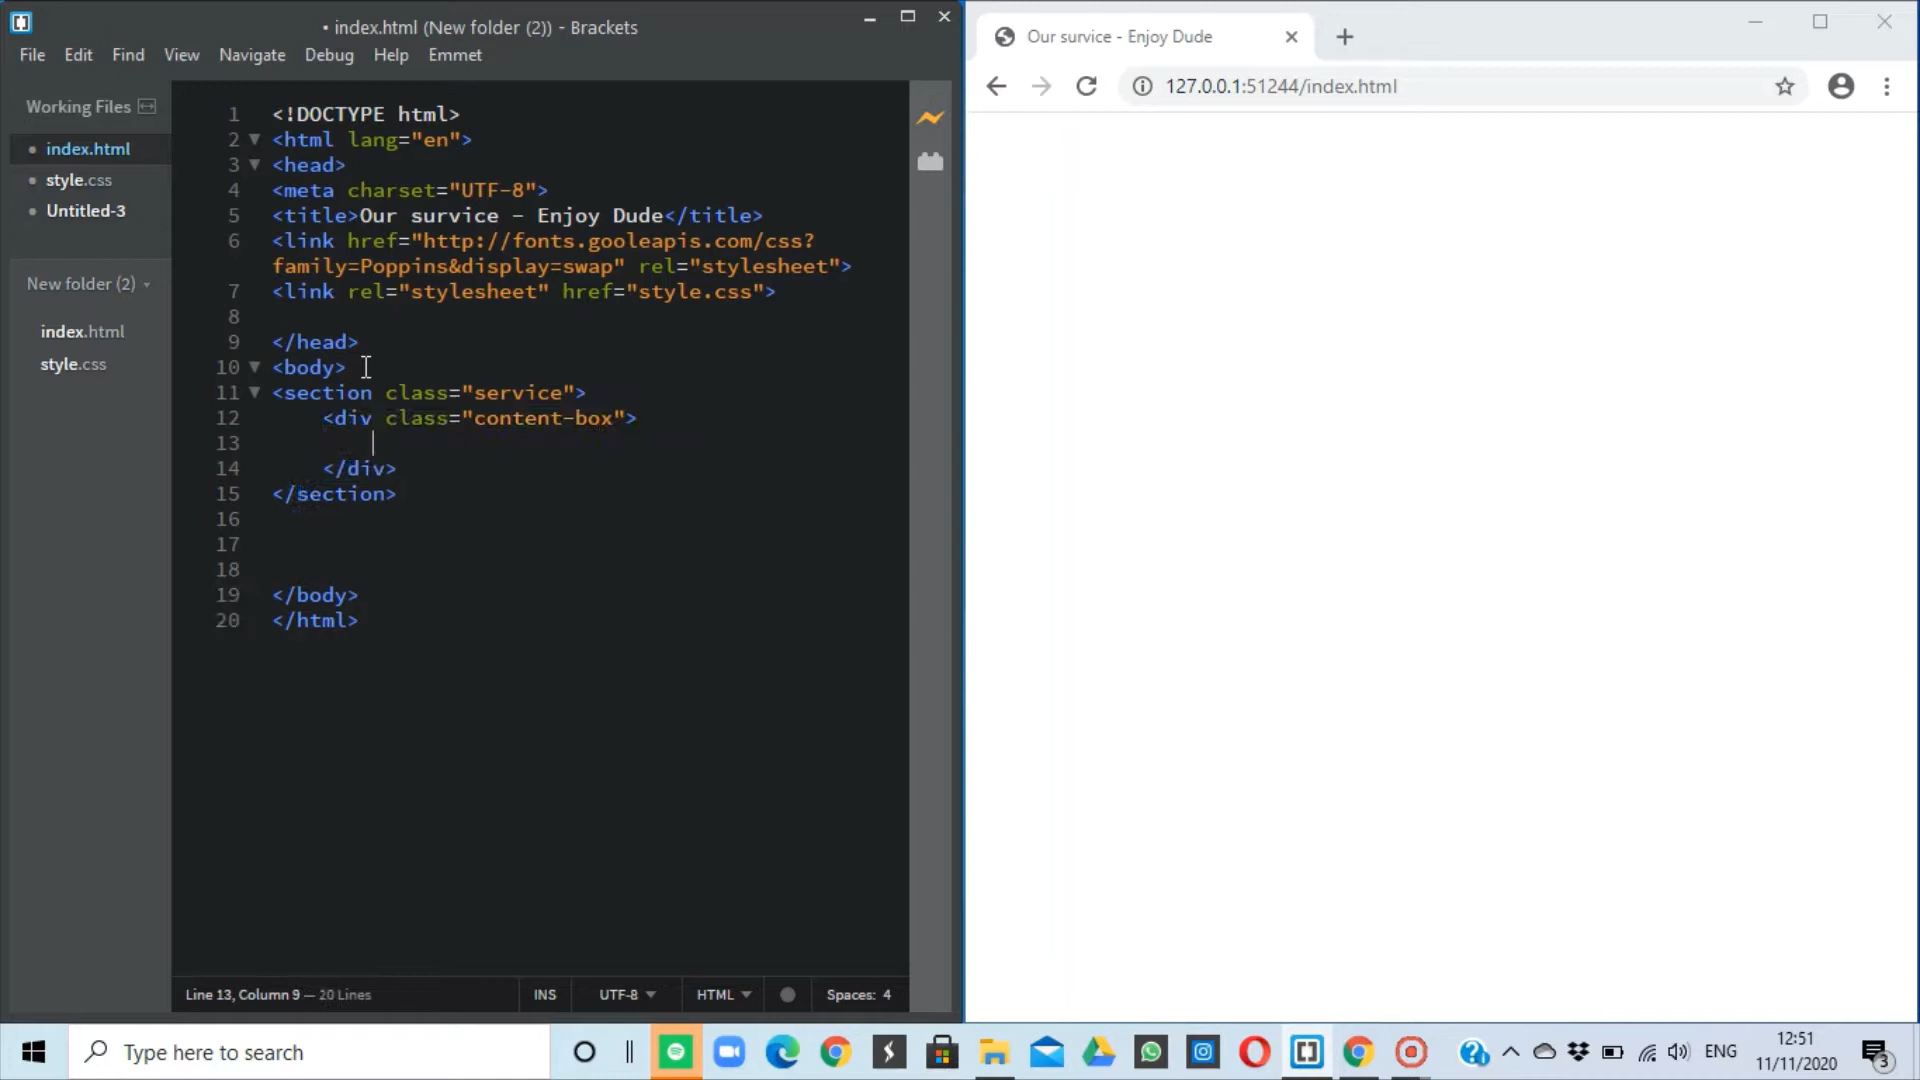 • index.html (New folder (2)) - Brackets
File Edit Find View Navigate Debug Help Emmet
Working Files
index.html
style.css
Untitled-3
New folder (2)
index.html
style.css
1 <!DOCTYPE html>
2 <html lang="en">
3 <head>
4 <meta charset="UTF-8">
5 <title>Our survice - Enjoy Dude</title>
6 <link href="http://fonts.gooleapis.com/css?
family=Poppins&display=swap" rel="stylesheet">
7 <link rel="stylesheet" href="style.css">
8
9 </head>
10 <body>
11 <section class="service">
12 <div class="content-box">
13
14 </div>
15 </section>
16
17
18
19 </body>
20 </html>
Line 13, Column 9 — 20 Lines INS UTF-8 HTML Spaces: 4
Our survice - Enjoy Dude
127.0.0.1:51244/index.html
Type here to search
ENG
12:51
11/11/2020
3